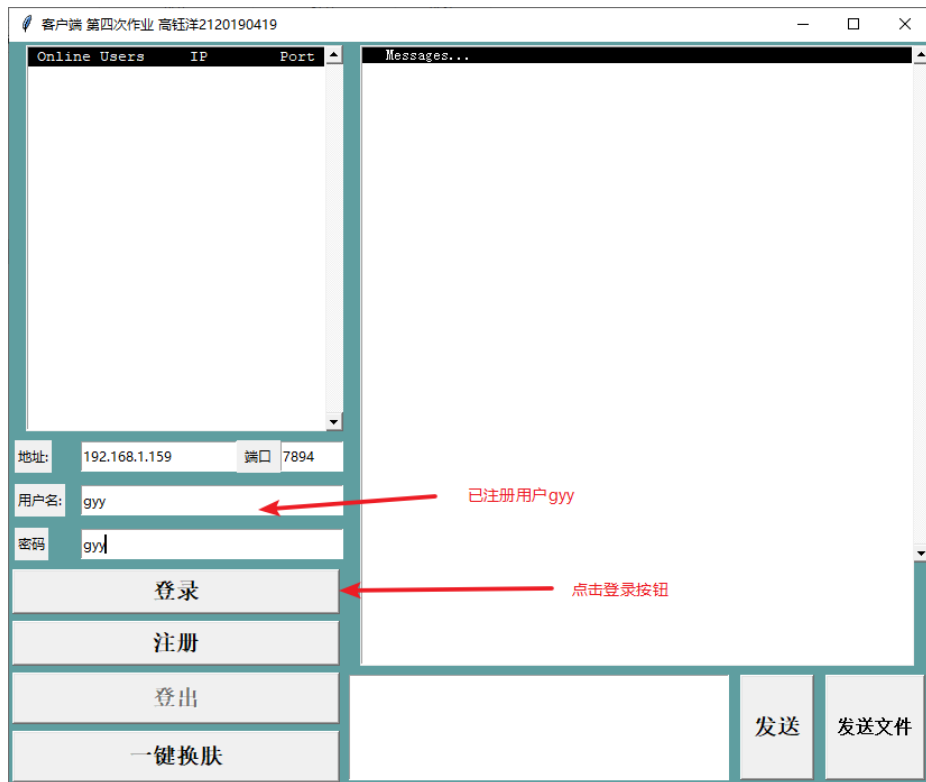 客户端 第四次作业 高钰洋2120190419
Online Users IP Port
Messages...
地址: 192.168.1.159 端口 7894
用户名: gyy
已注册用户gyy
密码 gyy
登录
点击登录按钮
注册
登出
一键换肤
发送
发送文件